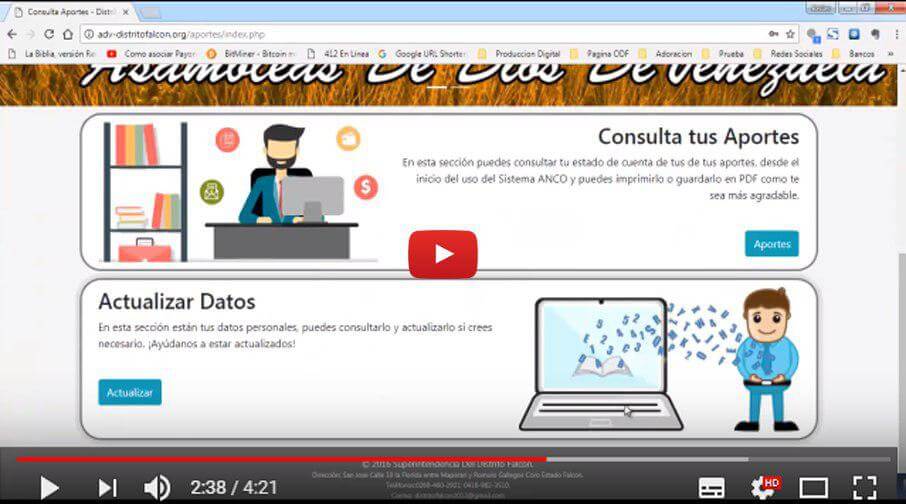 Consulta Aportes - Distri
adv-distritofalcon.org/aportes/index.php
La Biblia, versión Re
Como asociar Payon
BitMiner - Bitcoin m
412 En Linea
Google URL Shorter
Produccion Digital
Pagina ODF
Adoracion
Prueba
Redes Sociales
Bancos
Asambleas De Dios De Venezuela
Consulta tus Aportes
En esta sección puedes consultar tu estado de cuenta de tus de tus aportes, desde el
inicio del uso del Sistema ANCO y puedes imprimirlo o guardarlo en PDF como te
sea más agradable.
Aportes
Actualizar Datos
En esta sección están tus datos personales, puedes consultarlo y actualizarlo si crees
necesario. ¡Ayúdanos a estar actualizados!
Actualizar
© 2016 Superintendencia Del Distrito Falcon.
Dirección: San Jose Calle 10 la Florida entre Maparari y Romulo Gallegos Coro Estado Falcon.
2:38 / 4:21
HD